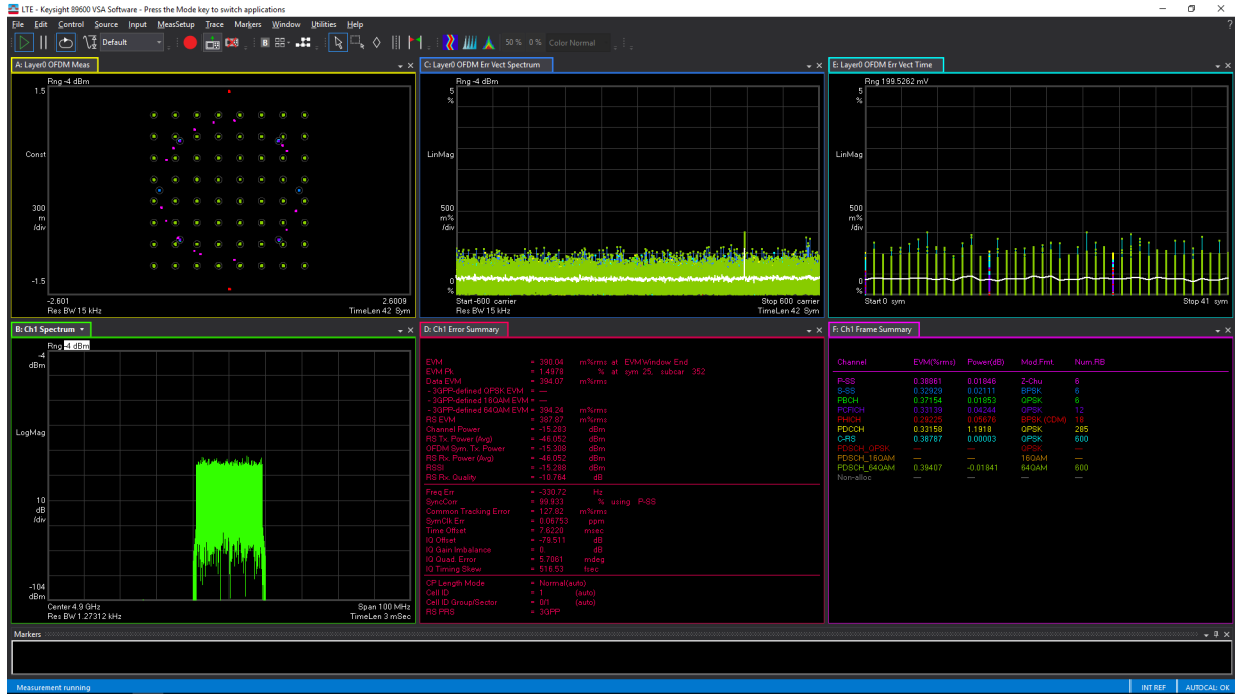 LTE - Keysight 89600 VSA Software - Press the Mode key to switch applications
File Edit Control Source Input MeasSetup Trace Markers Window Utilities Help
Default 50% 0% Color Normal
A: Layer0 OFDM Meas
Rng -4 dBm
1.5
Const
300
m
/div
-1.5
-2.601 2.6009
Res BW 15 kHz TimeLen 42 Sym
C: Layer0 OFDM Err Vect Spectrum
Rng -4 dBm
5
%
LinMag
500
m%
/div
0
%
Start -600 carrier Stop 600 carrier
Res BW 15 kHz TimeLen 42 Sym
E: Layer0 OFDM Err Vect Time
Rng 199.5262 mV
5
%
LinMag
500
m%
/div
0
%
Start 0 sym Stop 41 sym
B: Ch1 Spectrum
Rng -4 dBm
-4
dBm
LogMag
10
dB
/div
-104
dBm
Center 4.9 GHz Span 100 MHz
Res BW 1.27312 kHz TimeLen 3 mSec
D: Ch1 Error Summary
EVM = 390.04 m%rms at EVMWindow End
EVM Pk = 1.4979 % at sym 25, subcar 352
Data EVM = 394.07 m%rms
- 3GPP-defined QPSK EVM = —
- 3GPP-defined 16QAM EVM = —
- 3GPP-defined 64QAM EVM = 394.24 m%rms
RS EVM = 387.87 m%rms
Channel Power = -15.283 dBm
RS Tx. Power (Avg) = -46.052 dBm
OFDM Sym. Tx. Power = -15.308 dBm
RS Rx. Power (Avg) = -46.052 dBm
RSSI = -15.286 dBm
RS Rx. Quality = -10.764 dB
Freq Err = -330.72 Hz
SyncCorr = 99.933 % using P-SS
Common Tracking Error = 127.82 m%rms
SymClk Err = 0.06753 ppm
Time Offset = 7.6228 msec
IQ Offset = -79.511 dB
IQ Gain Imbalance = 0 dB
IQ Quad. Error = 5.7061 mdeg
IQ Timing Skew = 516.53 fsec
CP Length Mode = Normal(auto)
Cell ID = 1 (auto)
Cell ID Group/Sector = 0/1 (auto)
RS PRS = 3GPP
F: Ch1 Frame Summary
Channel EVM(%rms) Power(dB) Mod.Fmt Num.RB
P-SS 0.38861 0.01846 Z-Chu 6
S-SS 0.32929 0.02111 BPSK 6
PBCH 0.37154 0.01853 QPSK 6
PCFICH 0.33139 0.04244 QPSK 12
PHICH 0.29225 0.05676 BPSK (CDM) 18
PDCCH 0.33158 1.1918 QPSK 285
C-RS 0.38787 0.00003 QPSK 600
PDSCH_QPSK — — QPSK —
PDSCH_16QAM — — 16QAM —
PDSCH_64QAM 0.39407 -0.01841 64QAM 600
Non-alloc — — — —
Markers
Measurement running INT REF AUTOCAL: OK